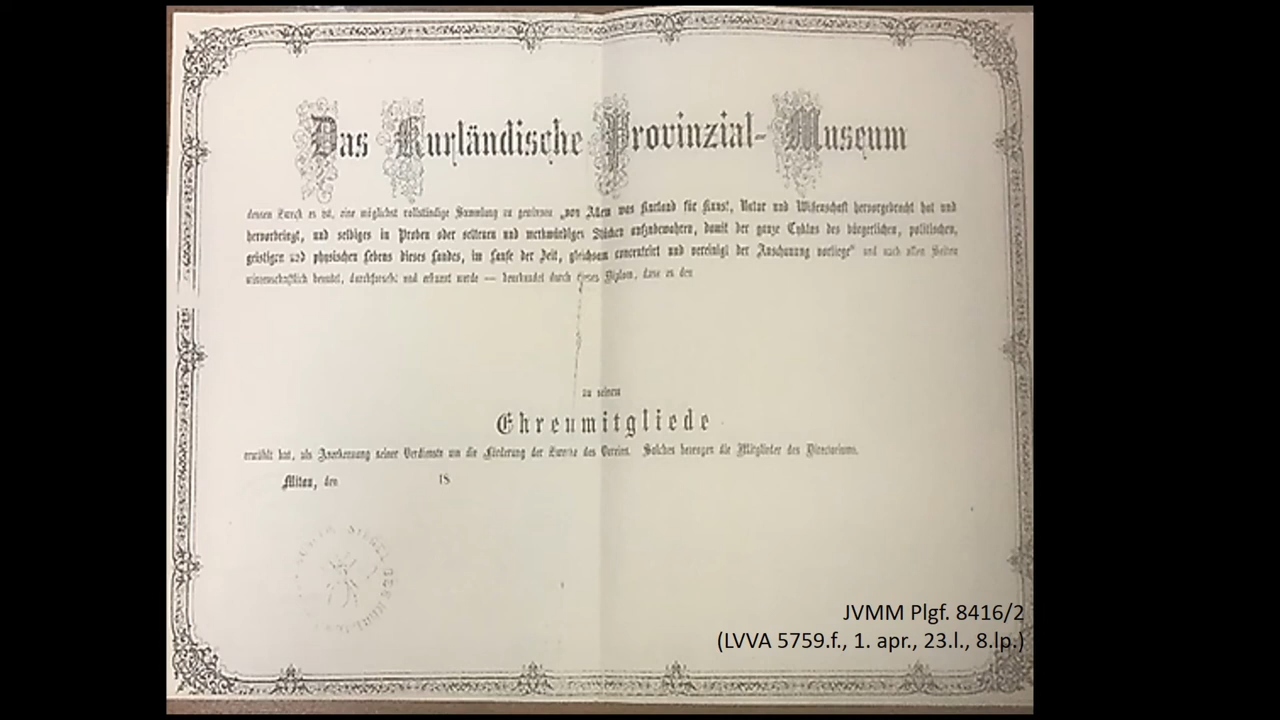 Das Kurländische Provinzial-Museum
dessen Zweck es ist, eine möglichst vollständige Sammlung zu gewinnen „von Allem was Kurland für Kunst, Natur und Wissenschaft hervorgebracht hat und
hervorbringt, und selbiges in Proben oder seltenen und merkwürdigen Stücken aufzubewahren, damit der ganze Cyklus des bürgerlichen, politischen,
geistigen und physischen Lebens dieses Landes, im Laufe der Zeit, gleichsam concentrirt und vereinigt der Anschauung vorliege“ und nach allen Seiten
wissenschaftlich benutzt, durchforscht und erkannt werde — beurkundet durch dieses Diplom, dass es den
zu seinem
Ehrenmitgliede
erwählt hat, als Anerkennung seiner Verdienste um die Förderung der Zwecke des Vereins. Solches bezeugen die Mitglieder des Directoriums.
Mitau, den 18
SIEGEL DES KURL
JVMM Plgf. 8416/2
(LVVA 5759.f., 1. apr., 23.l., 8.lp.)